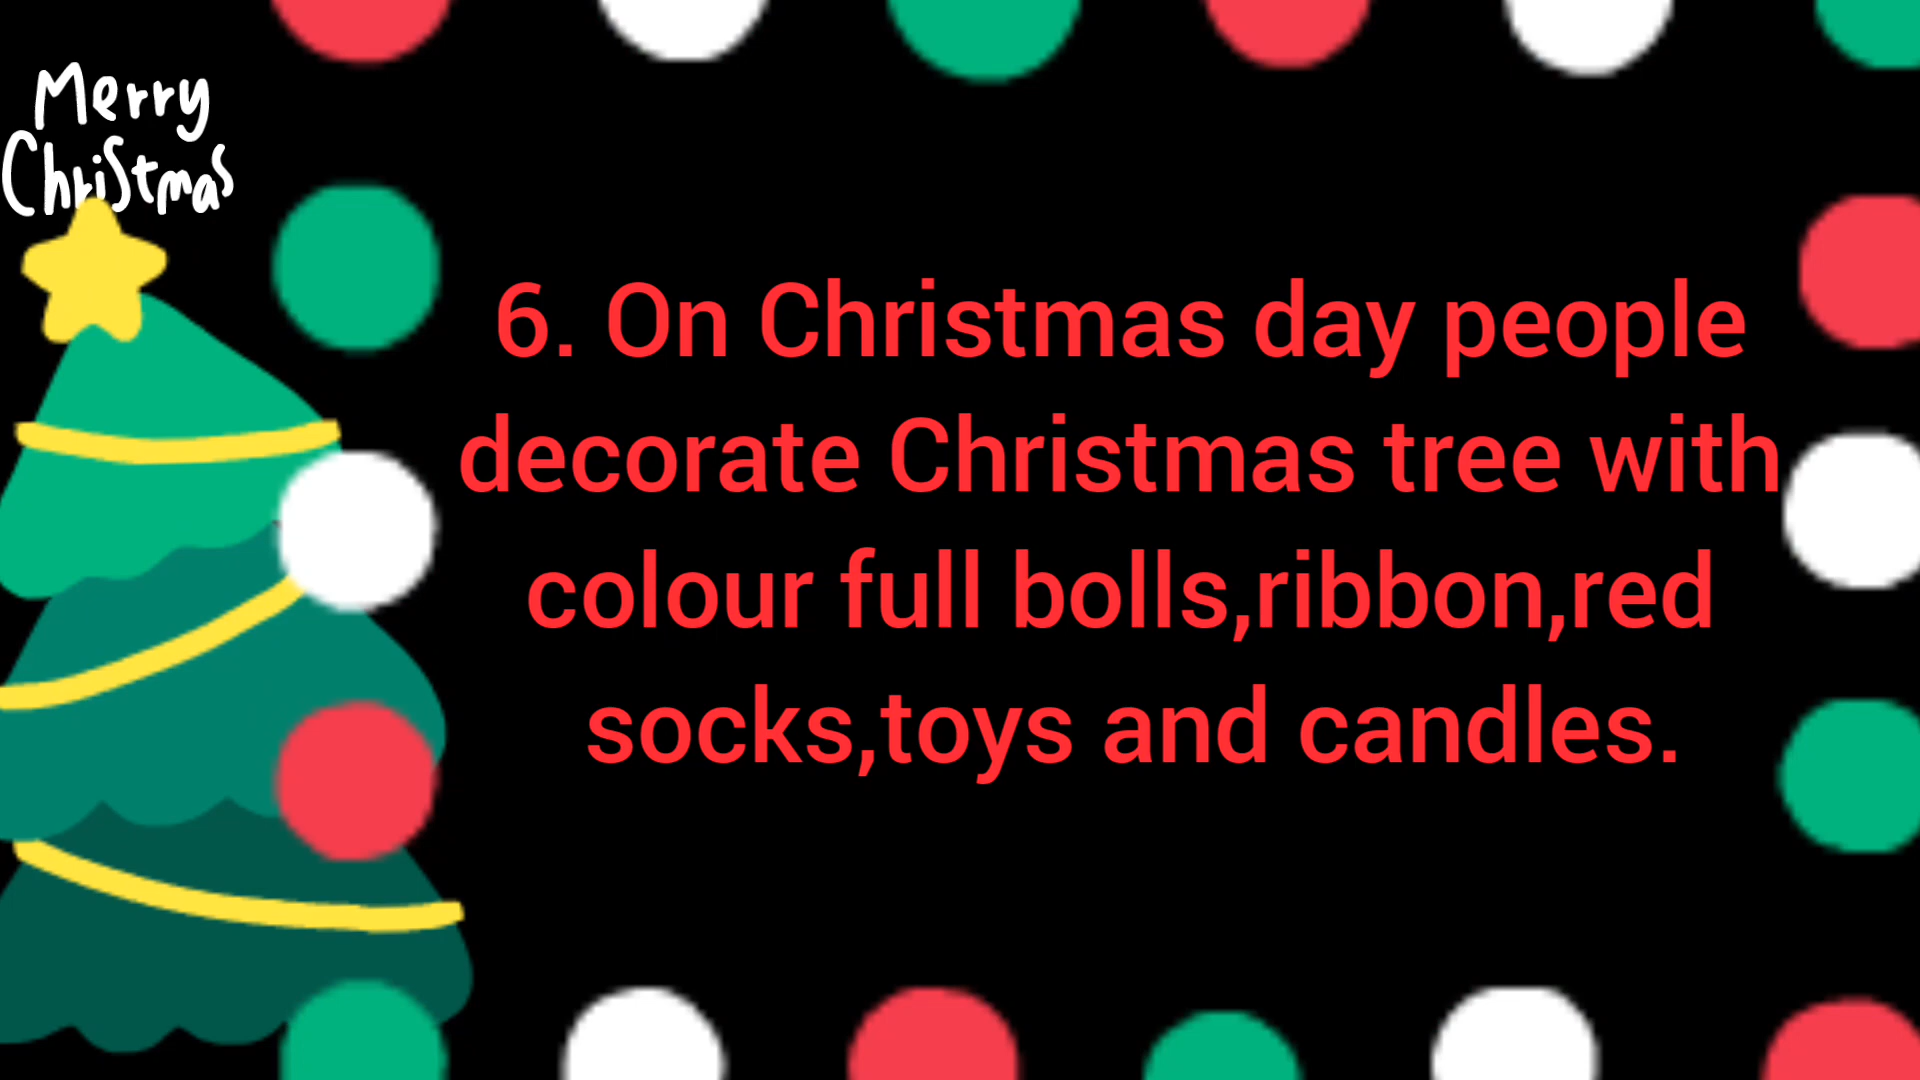 Merry
Christmas
6. On Christmas day people
decorate Christmas tree with
colour full bolls,ribbon,red
socks,toys and candles.